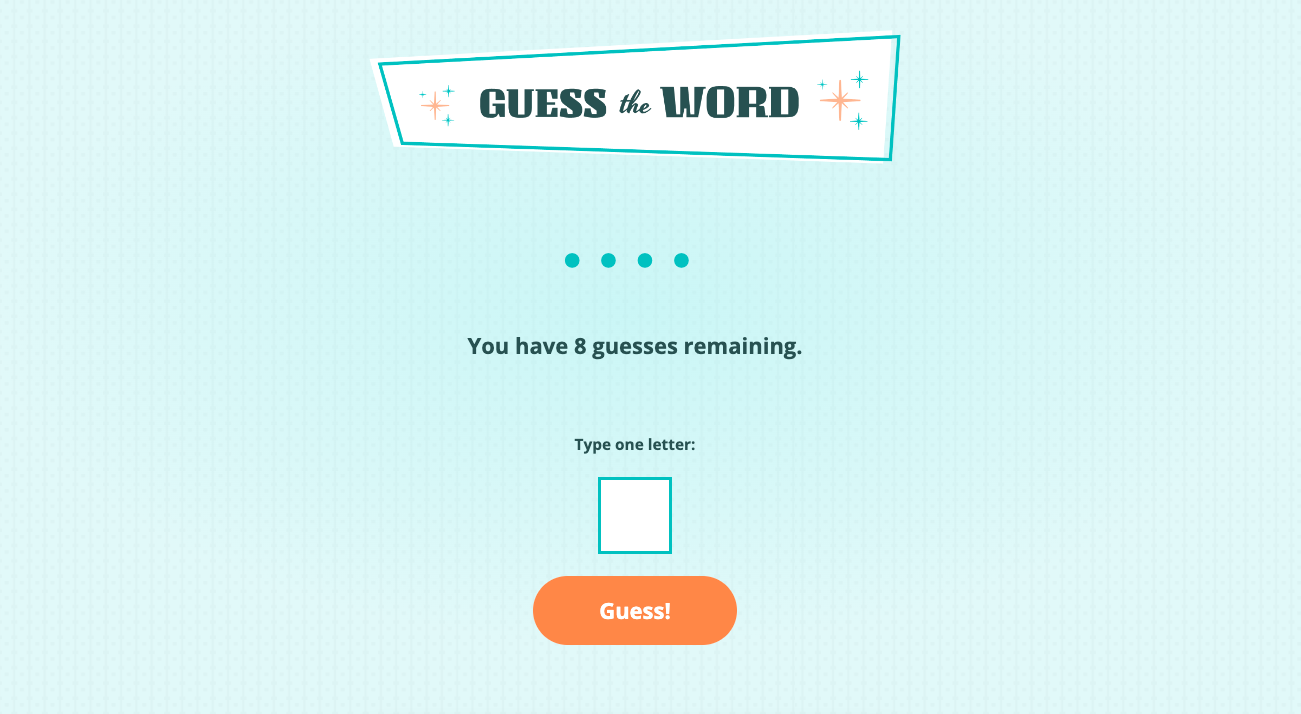 GUESS the WORD
● ● ● ●
You have 8 guesses remaining.
Type one letter:
Guess!